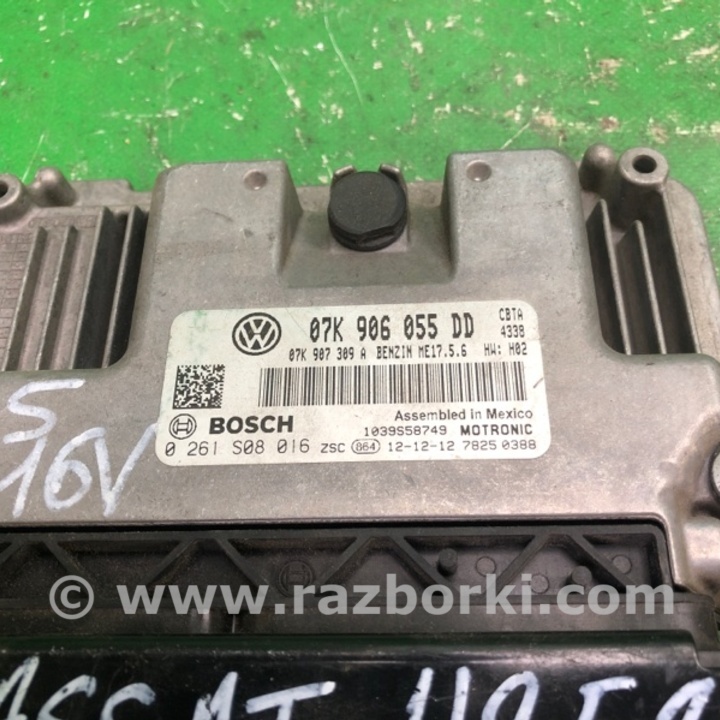 07K 906 055 DD CBTA
4338
07K 907 309 A BENZIN ME17.5.6 HW: H02
BOSCH Assembled in Mexico
1039S58749 MOTRONIC
0 261 S08 016 ZSC 864 12-12-12 7825 0388
5
16V
© www.razborki.com